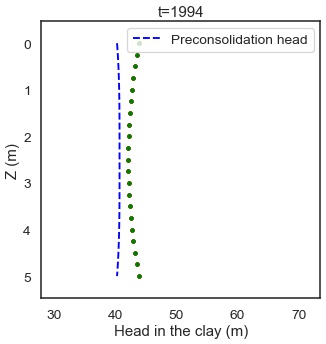 t=1994
Preconsolidation head
Z (m)
0
1
2
3
4
5
30 40 50 60 70
Head in the clay (m)